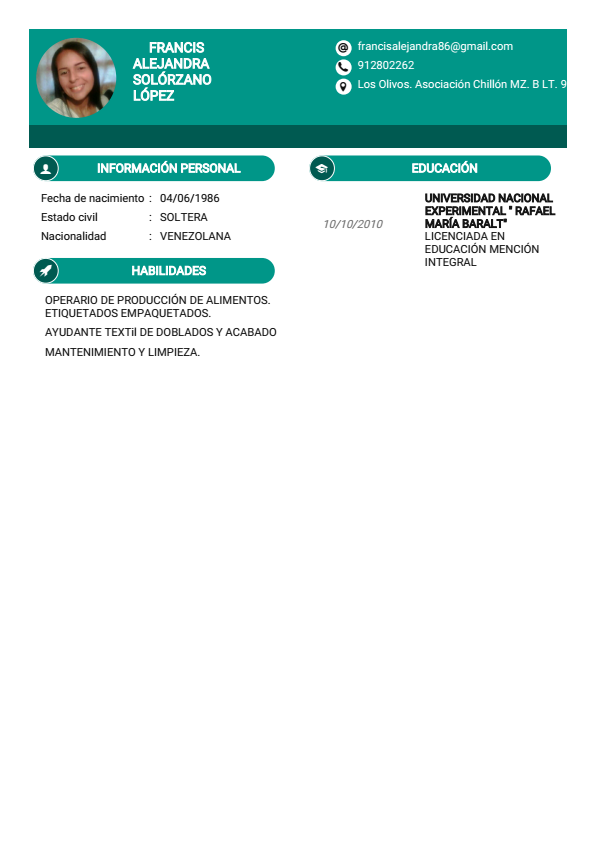 FRANCIS
ALEJANDRA
SOLÓRZANO
LÓPEZ
francisalejandra86@gmail.com
912802262
Los Olivos. Asociación Chillón MZ. B LT. 9
INFORMACIÓN PERSONAL
Fecha de nacimiento : 04/06/1986
Estado civil : SOLTERA
Nacionalidad : VENEZOLANA
HABILIDADES
OPERARIO DE PRODUCCIÓN DE ALIMENTOS.
ETIQUETADOS EMPAQUETADOS.
AYUDANTE TEXTil DE DOBLADOS Y ACABADO
MANTENIMIENTO Y LIMPIEZA.
EDUCACIÓN
10/10/2010
UNIVERSIDAD NACIONAL
EXPERIMENTAL " RAFAEL
MARÍA BARALT"
LICENCIADA EN
EDUCACIÓN MENCIÓN
INTEGRAL